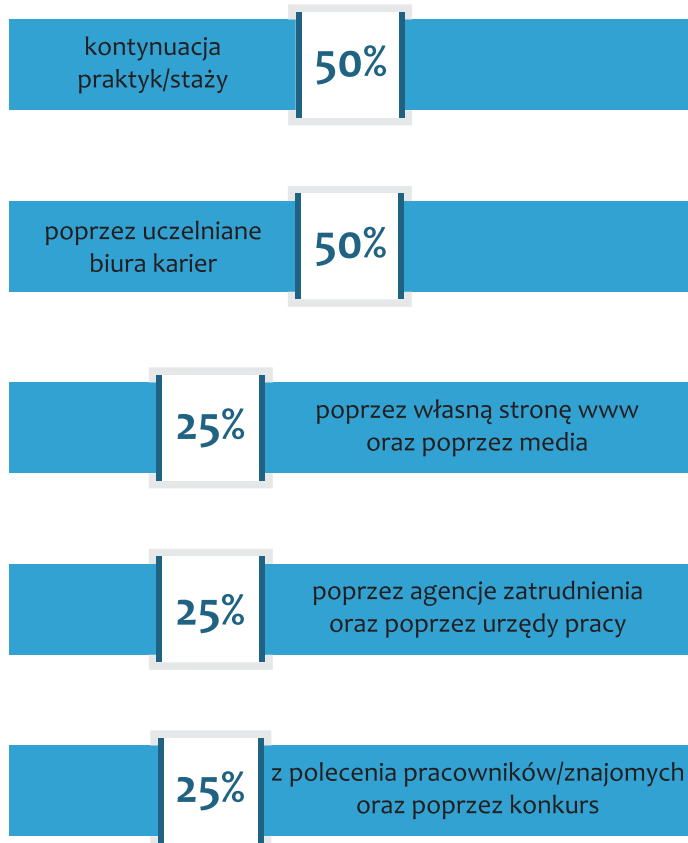 kontynuacja
praktyk/staży
50%
poprzez uczelniane
biura karier
50%
25%
poprzez własną stronę www
oraz poprzez media
25%
poprzez agencje zatrudnienia
oraz poprzez urzędy pracy
25%
z polecenia pracowników/znajomych
oraz poprzez konkurs